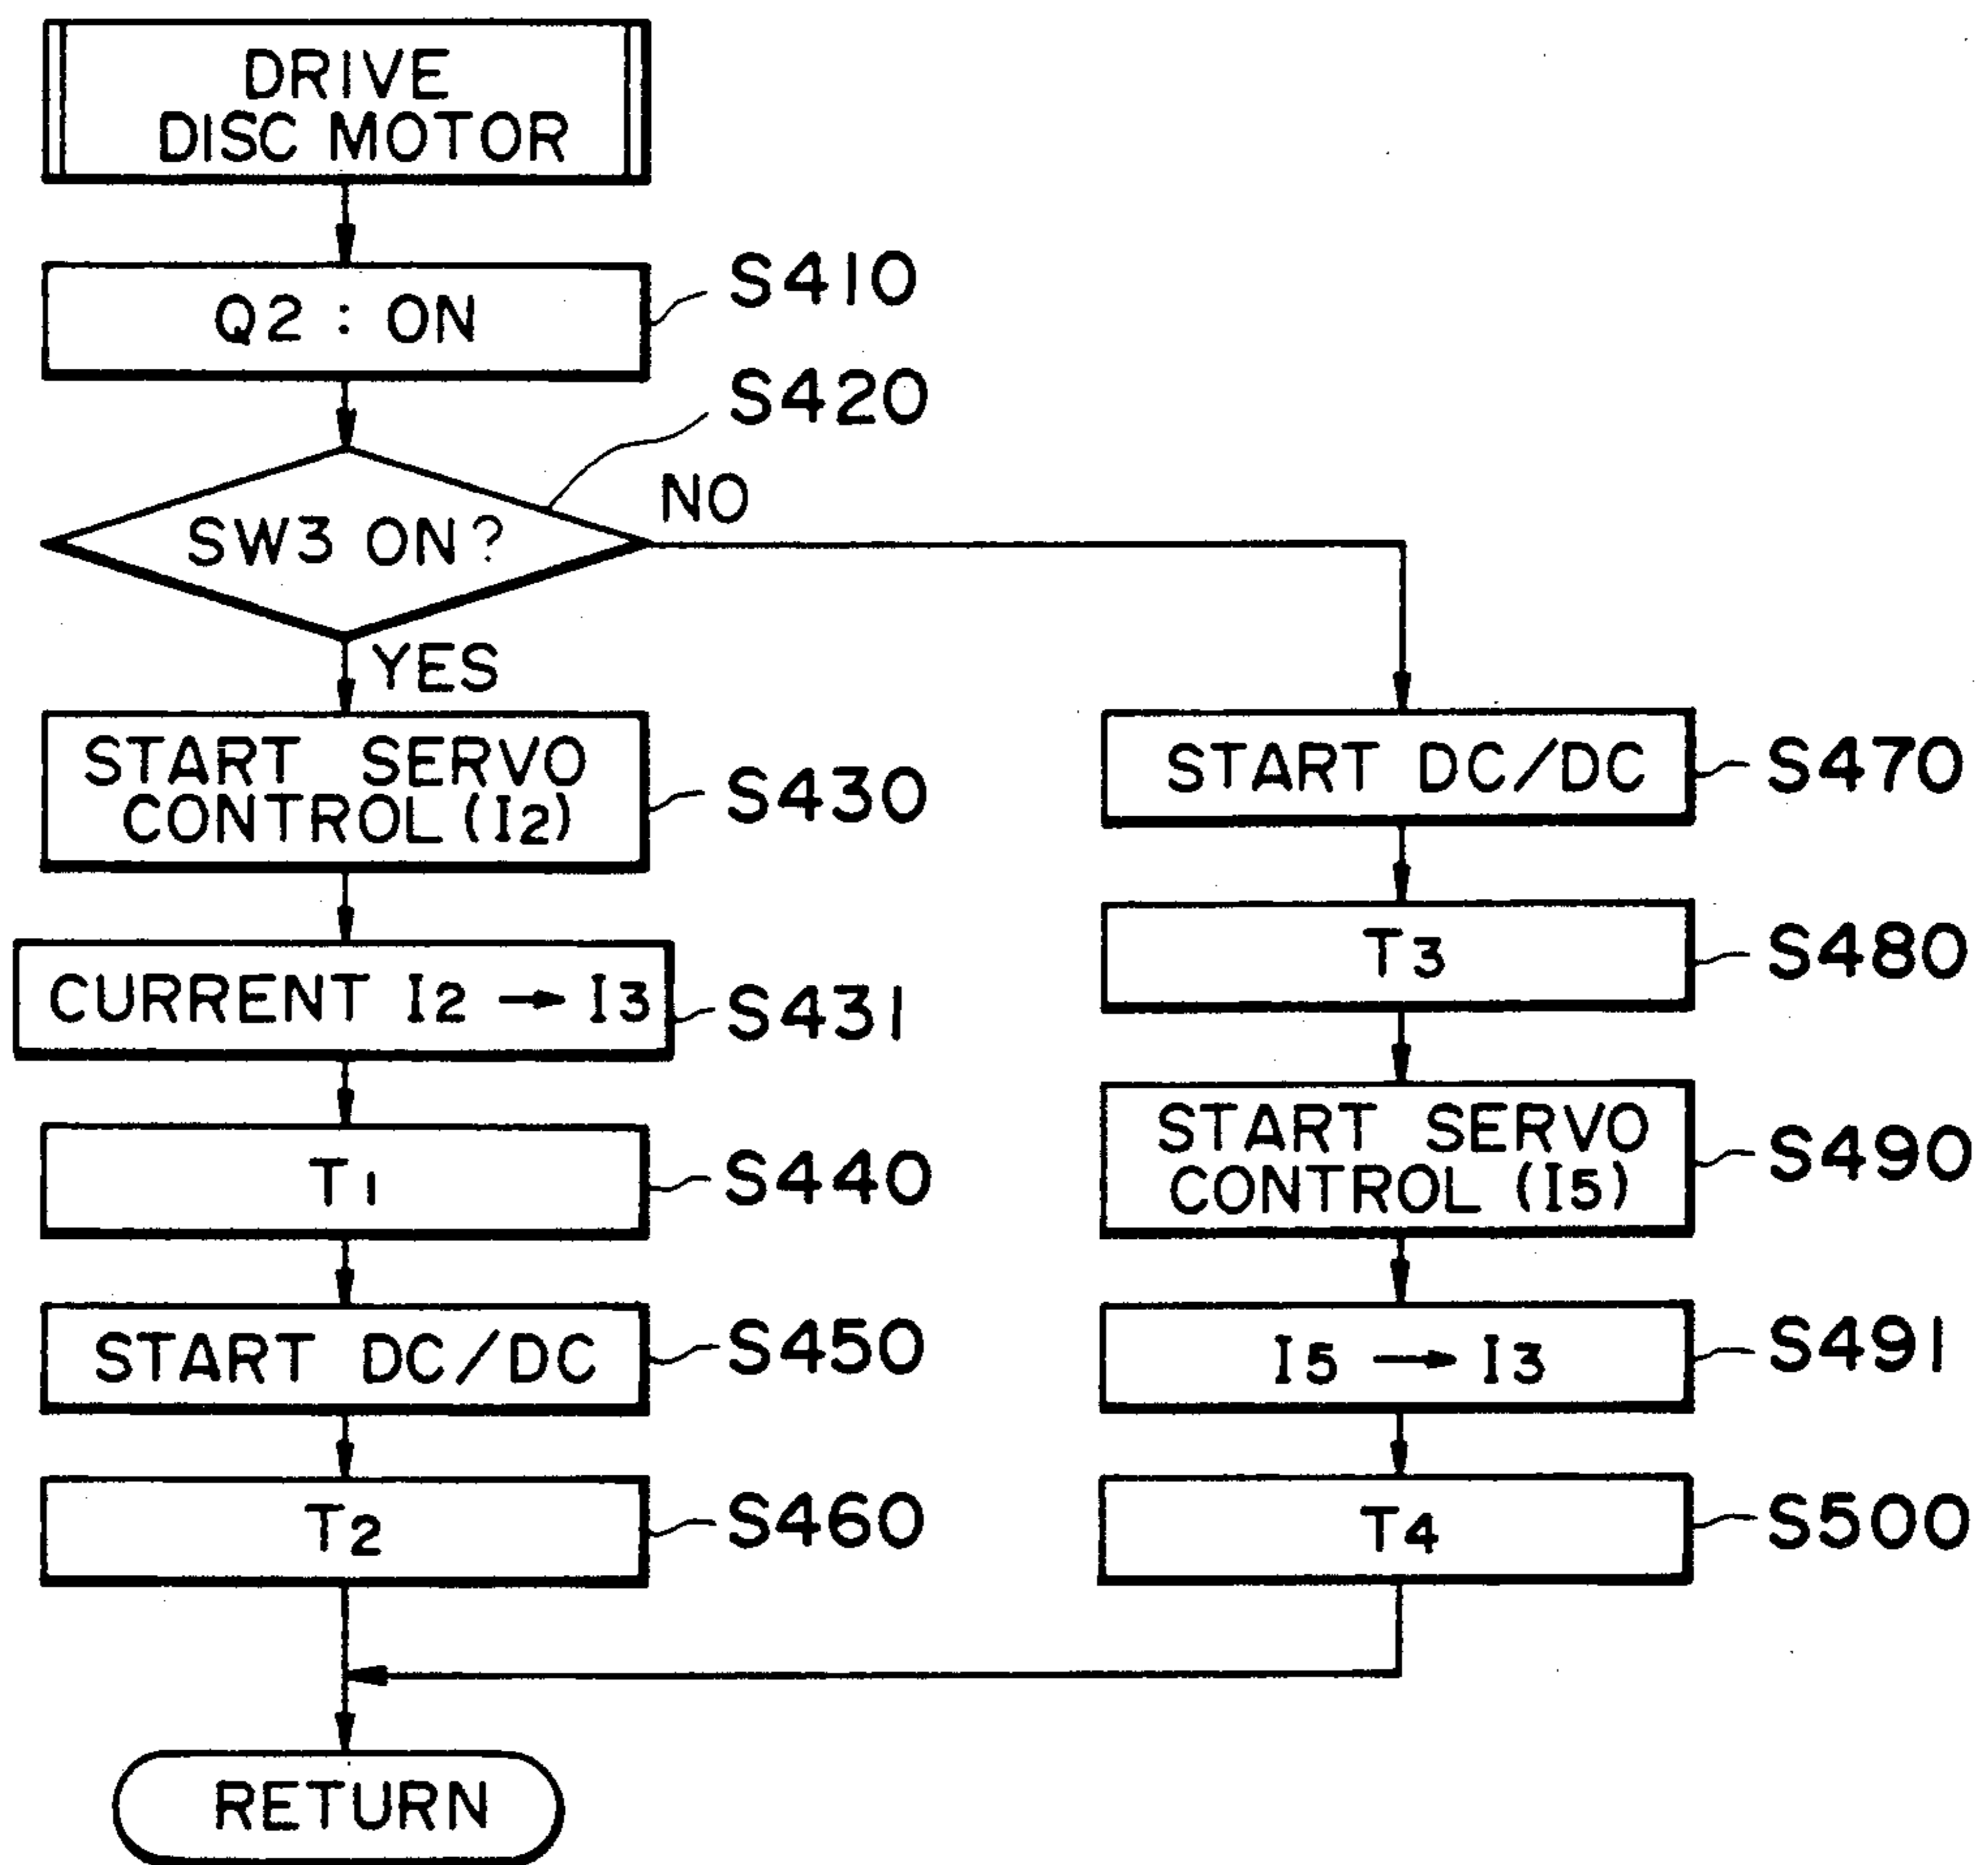 DRIVE
DISC MOTOR
Q2 : ON
S410
S420
SW3 ON?
NO
YES
START SERVO
CONTROL (I2)
S430
CURRENT I2 → I3
S431
T1
S440
START DC/DC
S450
T2
S460
START DC/DC
S470
T3
S480
START SERVO
CONTROL (I5)
S490
I5 → I3
S491
T4
S500
RETURN